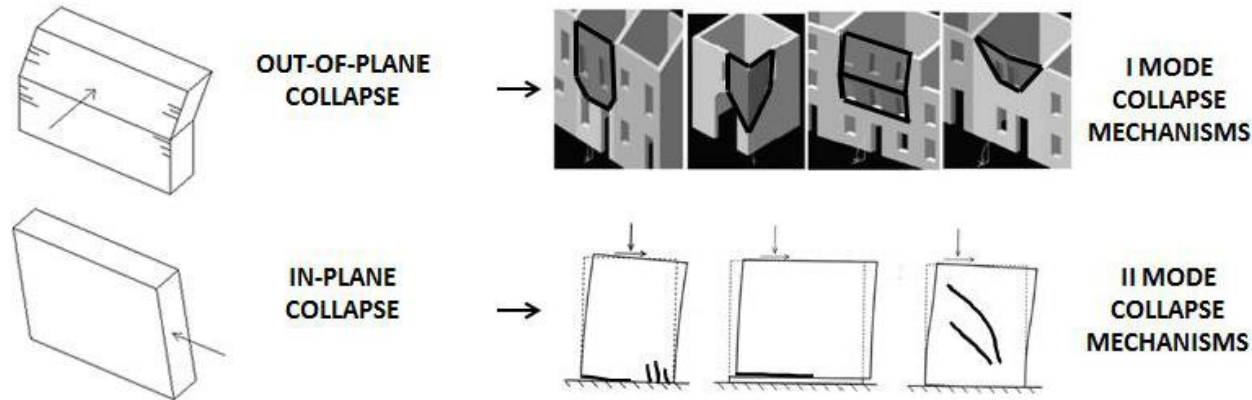 OUT-OF-PLANE
COLLAPSE
I MODE
COLLAPSE
MECHANISMS
IN-PLANE
COLLAPSE
II MODE
COLLAPSE
MECHANISMS